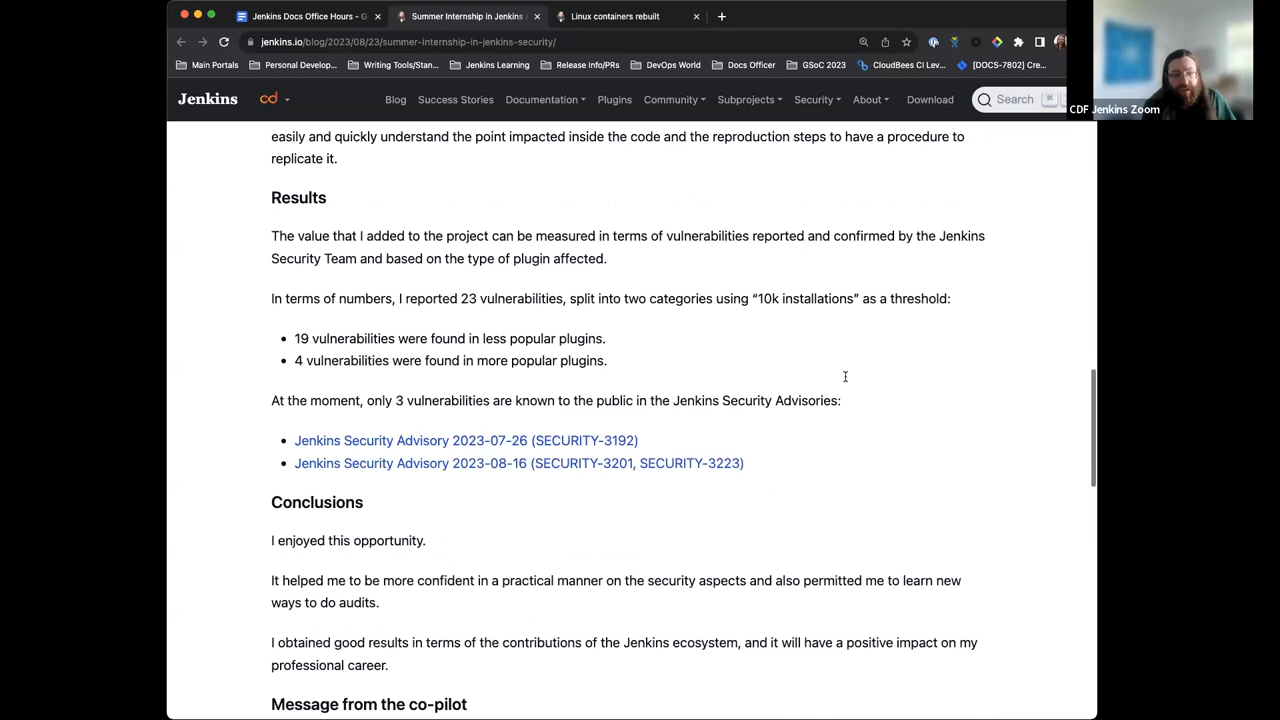 Jenkins Docs Office Hours - G
Summer Internship in Jenkins
Linux containers rebuilt
jenkins.io/blog/2023/08/23/summer-internship-in-jenkins-security/
Main Portals
Personal Develop...
Writing Tools/Stan...
Jenkins Learning
Release Info/PRs
DevOps World
Docs Officer
GSoC 2023
CloudBees CI Lev...
[DOCS-7802] Cre...
Jenkins
cd
Blog
Success Stories
Documentation
Plugins
Community
Subprojects
Security
About
Download
Search
CDF Jenkins Zoom
easily and quickly understand the point impacted inside the code and the reproduction steps to have a procedure to
replicate it.
Results
The value that I added to the project can be measured in terms of vulnerabilities reported and confirmed by the Jenkins
Security Team and based on the type of plugin affected.
In terms of numbers, I reported 23 vulnerabilities, split into two categories using “10k installations” as a threshold:
19 vulnerabilities were found in less popular plugins.
4 vulnerabilities were found in more popular plugins.
At the moment, only 3 vulnerabilities are known to the public in the Jenkins Security Advisories:
Jenkins Security Advisory 2023-07-26 (SECURITY-3192)
Jenkins Security Advisory 2023-08-16 (SECURITY-3201, SECURITY-3223)
Conclusions
I enjoyed this opportunity.
It helped me to be more confident in a practical manner on the security aspects and also permitted me to learn new
ways to do audits.
I obtained good results in terms of the contributions of the Jenkins ecosystem, and it will have a positive impact on my
professional career.
Message from the co-pilot